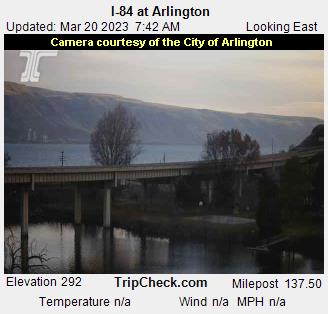 I-84 at Arlington
Updated: Mar 20 2023 7:42 AM Looking East
Camera courtesy of the City of Arlington
Elevation 292 TripCheck.com Milepost 137.50
Temperature n/a Wind n/a MPH n/a